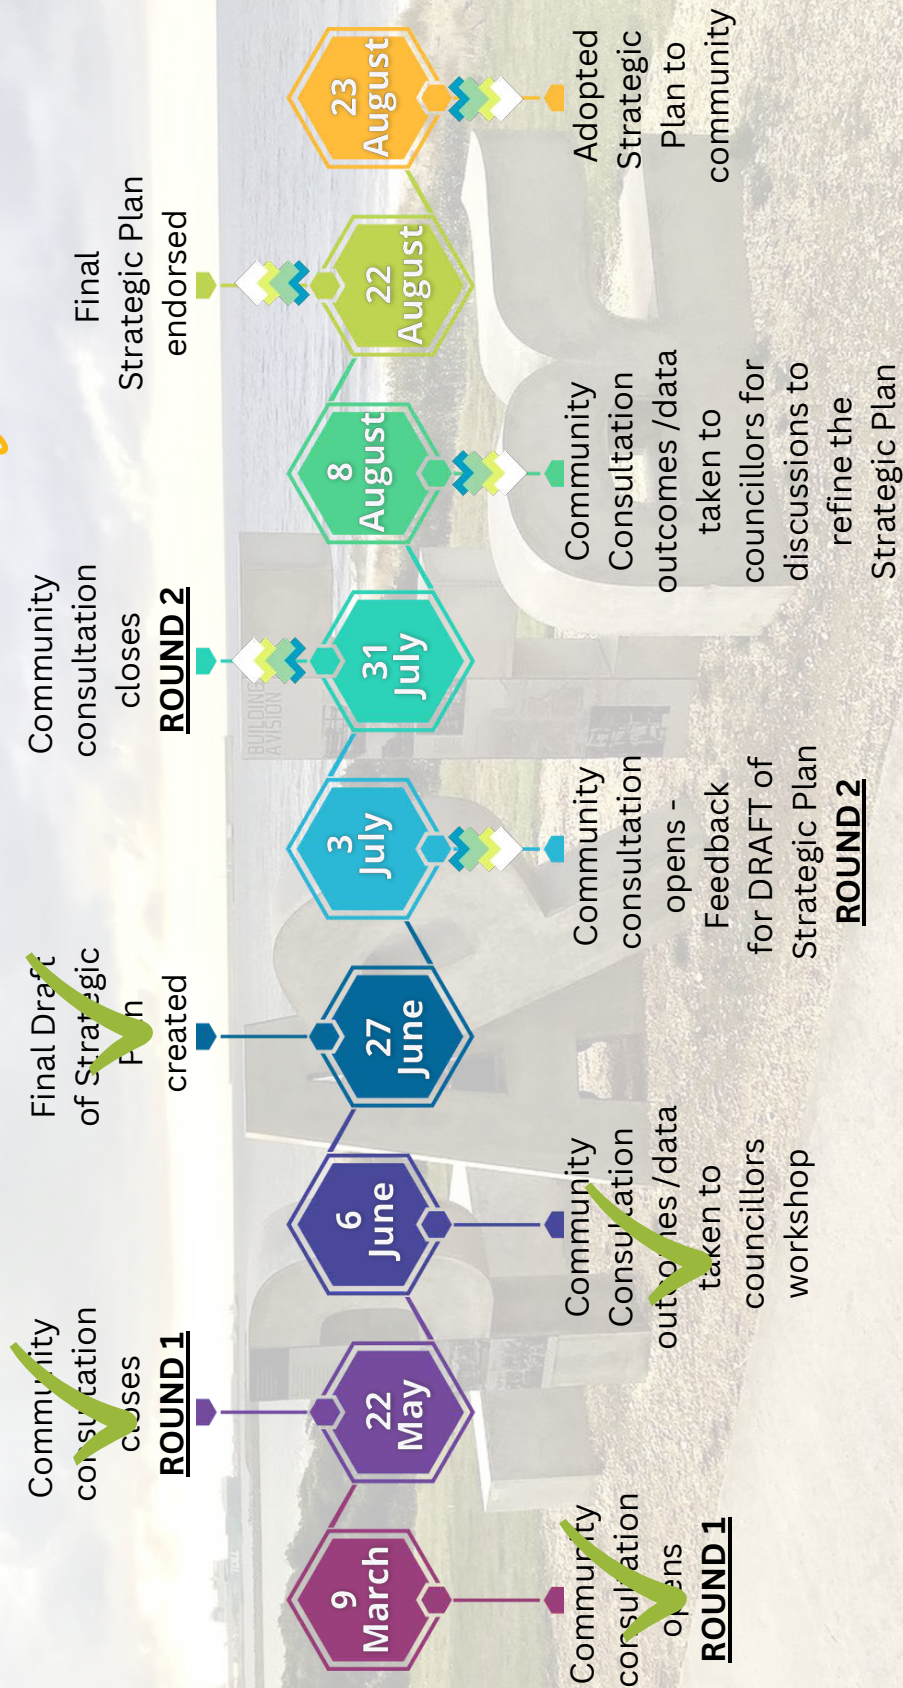 9
March
Community
consultation
opens
ROUND 1
22
May
Community
consultation
closes
ROUND 1
6
June
Community
Consultation
outcomes /data
taken to
councillors
workshop
27
June
Final Draft
of Strategic
Plan
created
3
July
Community
consultation
opens -
Feedback
for DRAFT of
Strategic Plan
ROUND 2
31
July
Community
consultation
closes
ROUND 2
8
August
Community
Consultation
outcomes /data
taken to
councillors for
discussions to
refine the
Strategic Plan
22
August
Final
Strategic Plan
endorsed
23
August
Adopted
Strategic
Plan to
community
BUILDING
A VISION